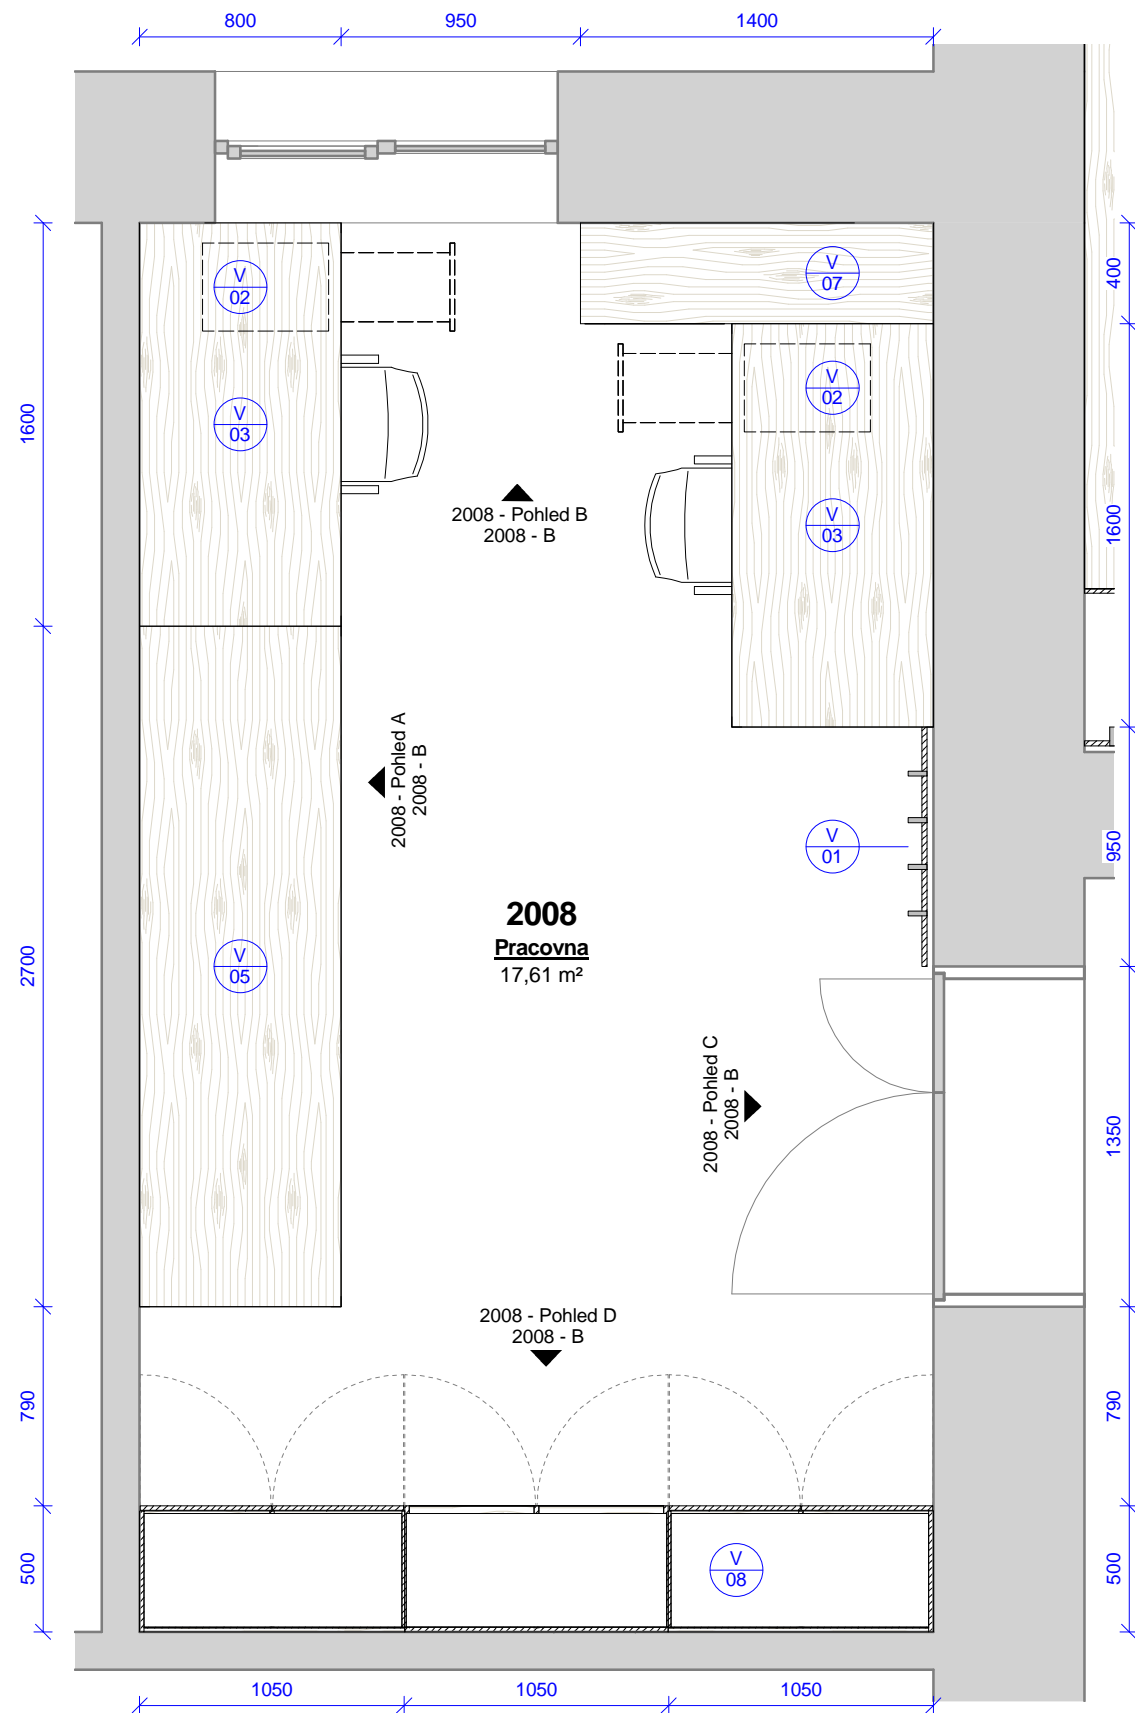 800
950
1400
V
02
V
07
400
V
02
V
03
1600
2008 - Pohled B
2008 - B
V
03
1600
2008 - Pohled A
2008 - B
V
01
950
2008
Pracovna
17,61 m²
V
05
2700
2008 - Pohled C
2008 - B
1350
2008 - Pohled D
2008 - B
790
790
500
V
08
500
1050
1050
1050